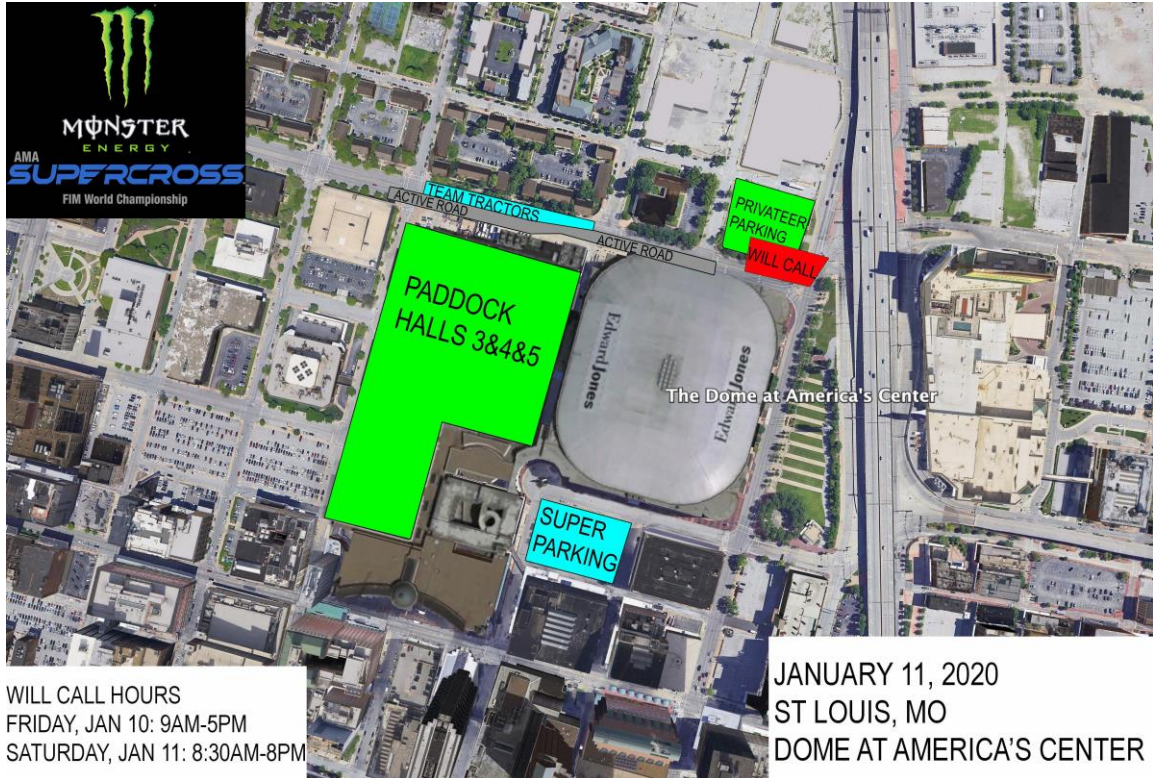 MONSTER
ENERGY
AMA
SUPERCROSS
FIM World Championship
TEAM TRACTORS
ACTIVE ROAD
ACTIVE ROAD
PRIVATEER
PARKING
WILL CALL
PADDOCK
HALLS 3&4&5
Edward Jones
Edward Jones
The Dome at America's Center
SUPER
PARKING
WILL CALL HOURS
FRIDAY, JAN 10: 9AM-5PM
SATURDAY, JAN 11: 8:30AM-8PM
JANUARY 11, 2020
ST LOUIS, MO
DOME AT AMERICA'S CENTER